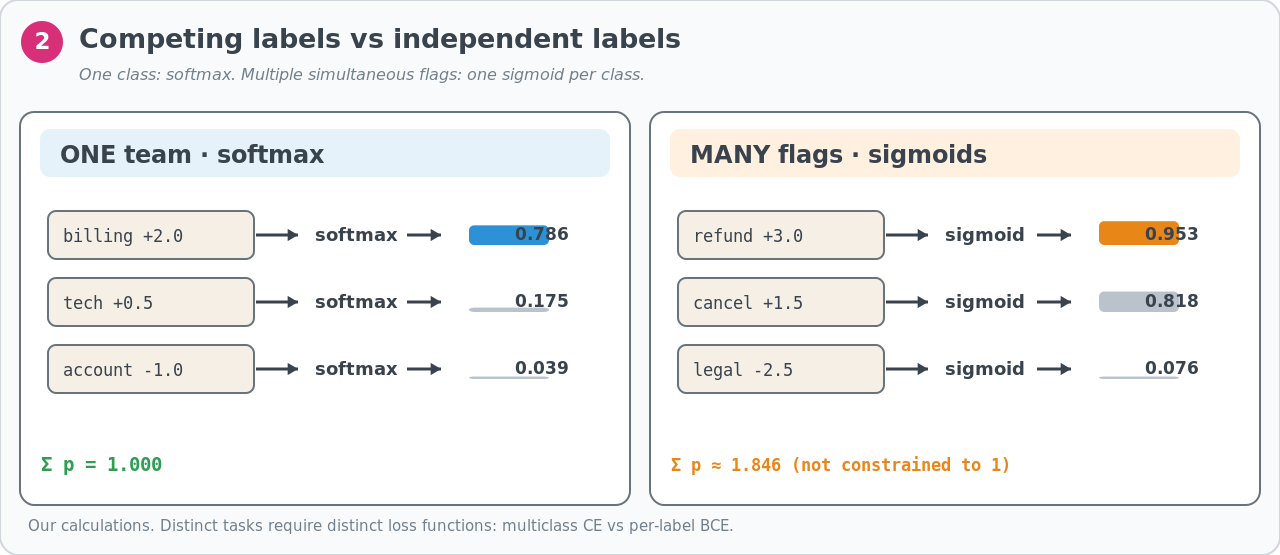 2
Competing labels vs independent labels
One class: softmax. Multiple simultaneous flags: one sigmoid per class.
ONE team · softmax
billing +2.0 softmax 0.786
tech +0.5 softmax 0.175
account -1.0 softmax 0.039
Σ p = 1.000
MANY flags · sigmoids
refund +3.0 sigmoid 0.953
cancel +1.5 sigmoid 0.818
legal -2.5 sigmoid 0.076
Σ p ≈ 1.846 (not constrained to 1)
Our calculations. Distinct tasks require distinct loss functions: multiclass CE vs per-label BCE.